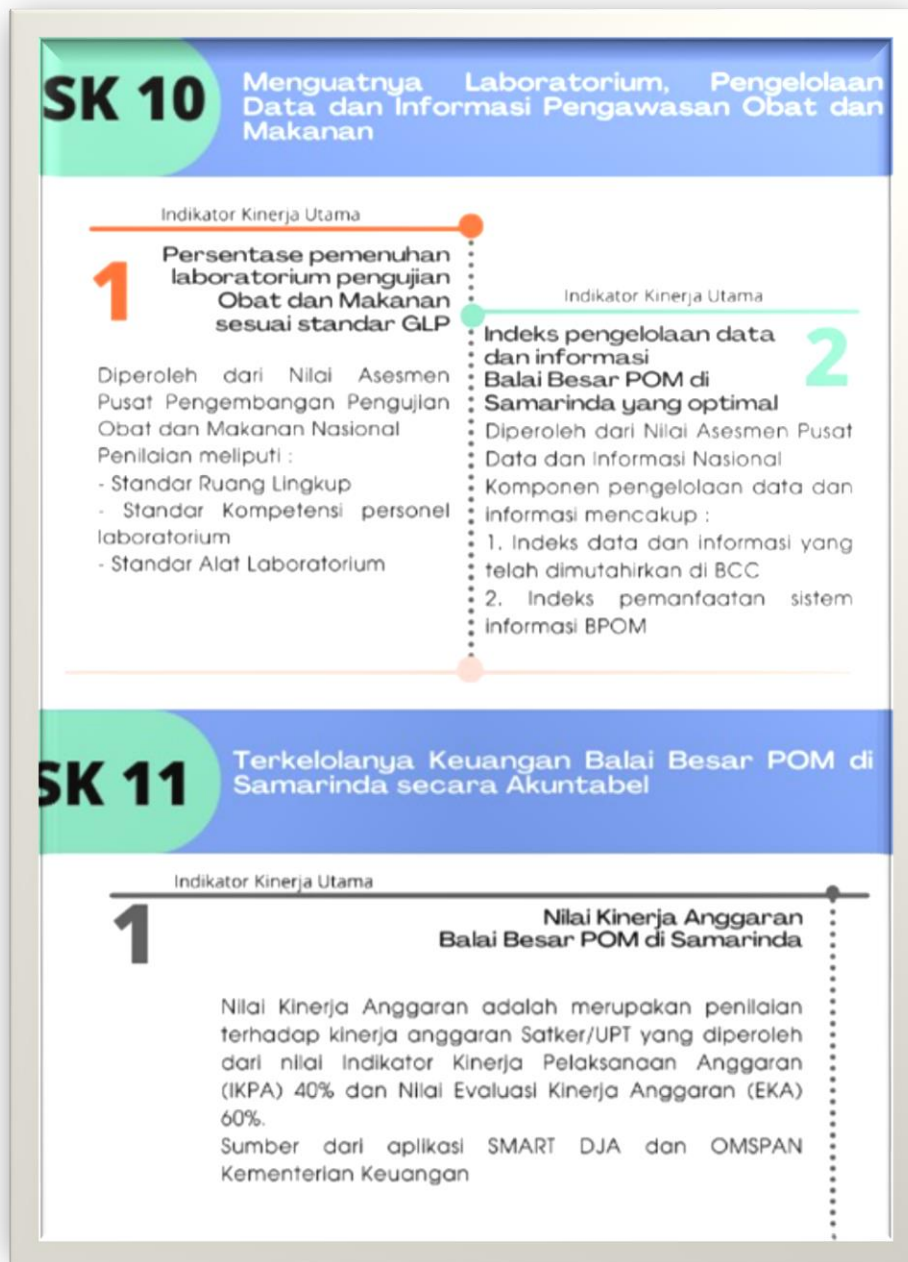 SK 10
Menguatnya Laboratorium, Pengelolaan
Data dan Informasi Pengawasan Obat dan
Makanan
Indikator Kinerja Utama
1
Persentase pemenuhan
laboratorium pengujian
Obat dan Makanan
sesuai standar GLP
Diperoleh dari Nilai Asesmen
Pusat Pengembangan Pengujian
Obat dan Makanan Nasional
Penilaian meliputi :
- Standar Ruang Lingkup
- Standar Kompetensi personel
laboratorium
- Standar Alat Laboratorium
Indikator Kinerja Utama
2
Indeks pengelolaan data
dan informasi
Balai Besar POM di
Samarinda yang optimal
Diperoleh dari Nilai Asesmen Pusat
Data dan Informasi Nasional
Komponen pengelolaan data dan
informasi mencakup :
1. Indeks data dan informasi yang
telah dimutahirkan di BCC
2. Indeks pemanfaatan sistem
informasi BPOM
SK 11
Terkelolanya Keuangan Balai Besar POM di
Samarinda secara Akuntabel
Indikator Kinerja Utama
1
Nilai Kinerja Anggaran
Balai Besar POM di Samarinda
Nilai Kinerja Anggaran adalah merupakan penilaian
terhadap kinerja anggaran Satker/UPT yang diperoleh
dari nilai Indikator Kinerja Pelaksanaan Anggaran
(IKPA) 40% dan Nilai Evaluasi Kinerja Anggaran (EKA)
60%.
Sumber dari aplikasi SMART DJA dan OMSPAN
Kementerian Keuangan